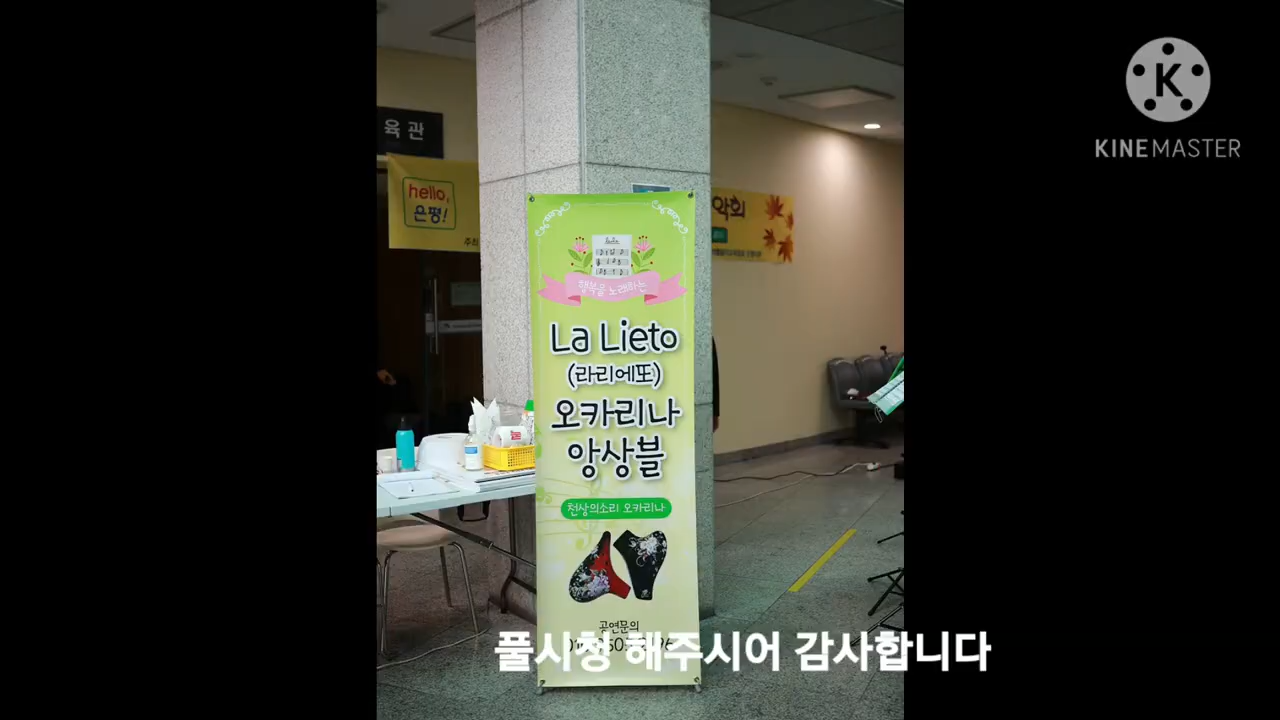 K
KINEMASTER
육관
hello,
은평!
주최
악회
행복을 노래하는
La Lieto
(라리에또)
오카리나
앙상블
천상의소리 오카리나
공연문의
풀시청 해주시어 감사합니다